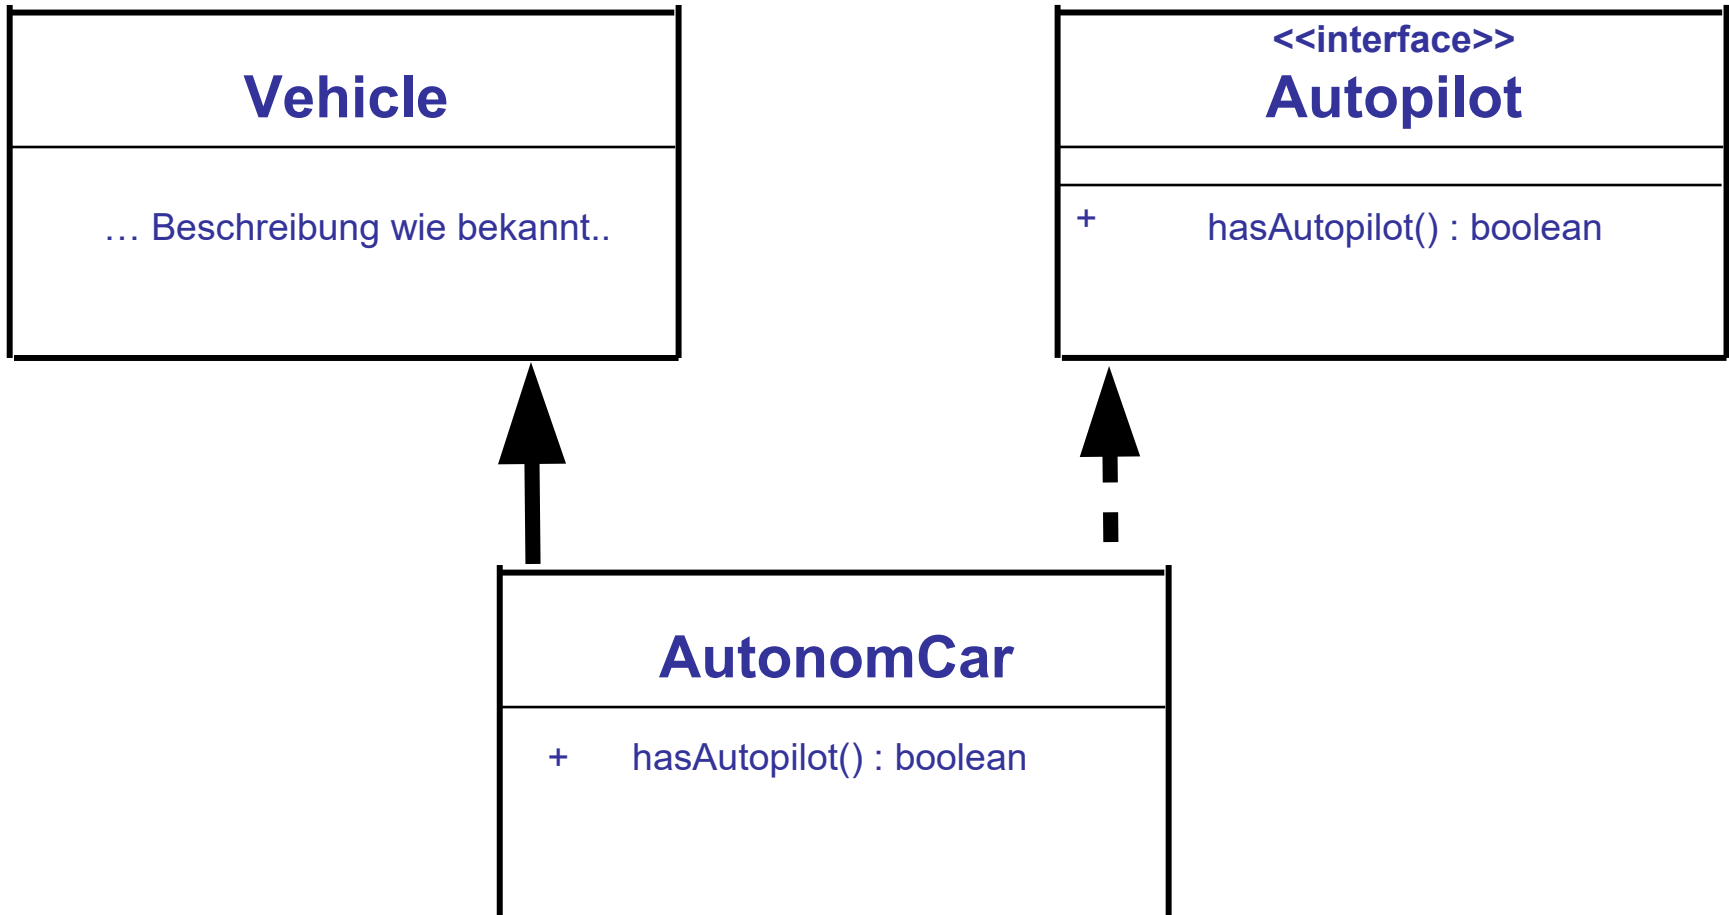 Vehicle
… Beschreibung wie bekannt..
<<interface>>
Autopilot
+ hasAutopilot() : boolean
AutonomCar
+ hasAutopilot() : boolean